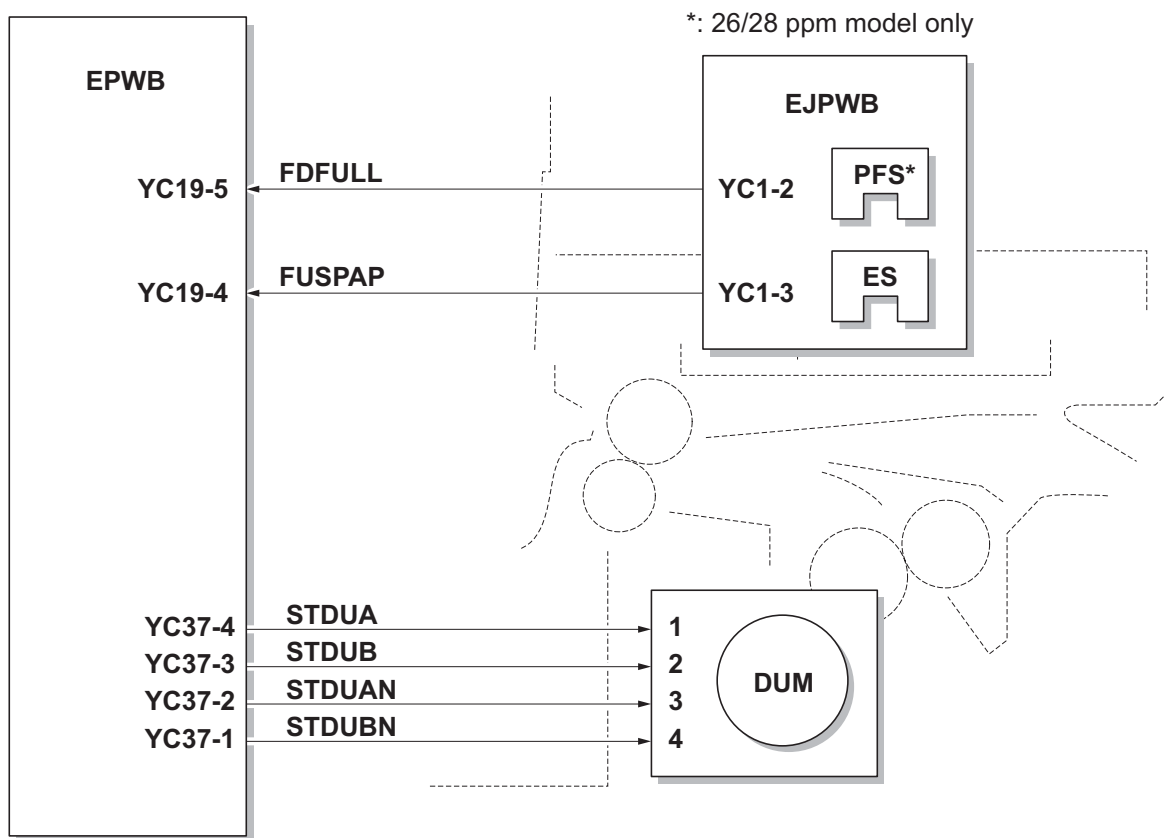 *: 26/28 ppm model only
EPWB
EJPWB
YC19-5
FDFULL
YC1-2
PFS*
YC19-4
FUSPAP
YC1-3
ES
YC37-4
STDUA
1
YC37-3
STDUB
2
YC37-2
STDUAN
3
YC37-1
STDUBN
4
DUM